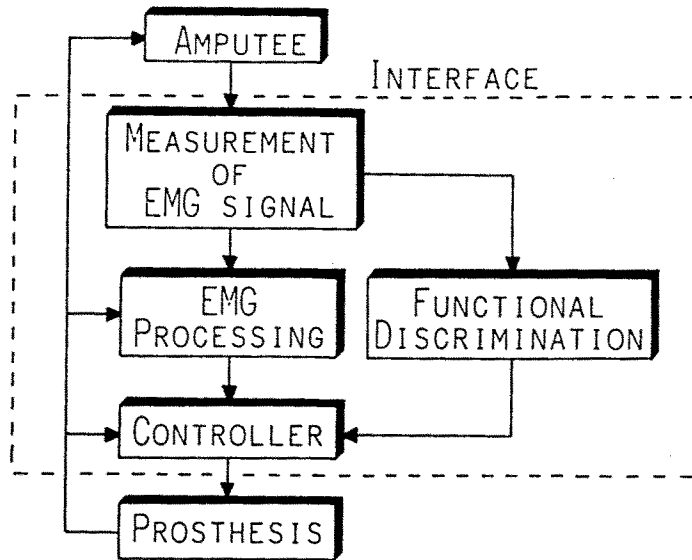 AMPUTEE
INTERFACE
MEASUREMENT
OF
EMG SIGNAL
EMG
PROCESSING
FUNCTIONAL
DISCRIMINATION
CONTROLLER
PROSTHESIS